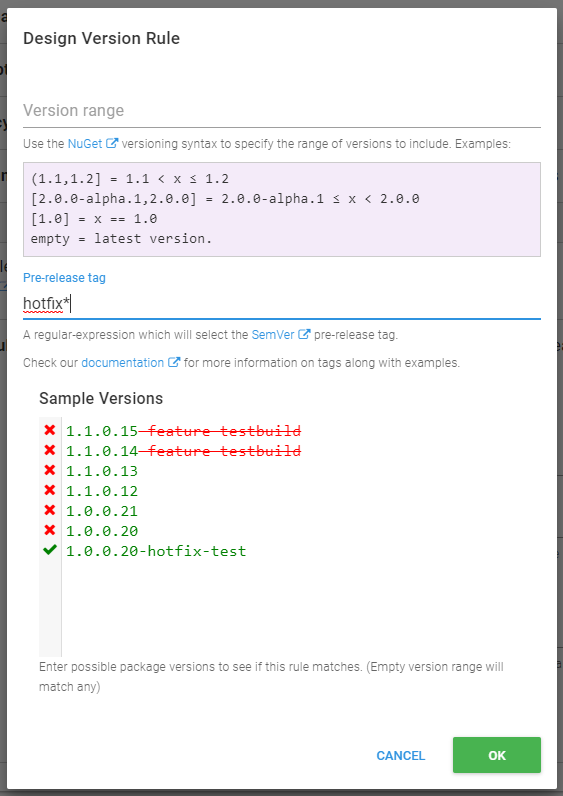 Design Version Rule
Version range
Use the NuGet versioning syntax to specify the range of versions to include. Examples:
(1.1,1.2] = 1.1 < x ≤ 1.2
[2.0.0-alpha.1,2.0.0] = 2.0.0-alpha.1 ≤ x < 2.0.0
[1.0] = x == 1.0
empty = latest version.
Pre-release tag
hotfix*
A regular-expression which will select the SemVer pre-release tag.
Check our documentation for more information on tags along with examples.
Sample Versions
1.1.0.15-feature-testbuild
1.1.0.14-feature-testbuild
1.1.0.13
1.1.0.12
1.0.0.21
1.0.0.20
1.0.0.20-hotfix-test
Enter possible package versions to see if this rule matches. (Empty version range will
match any)
CANCEL
OK